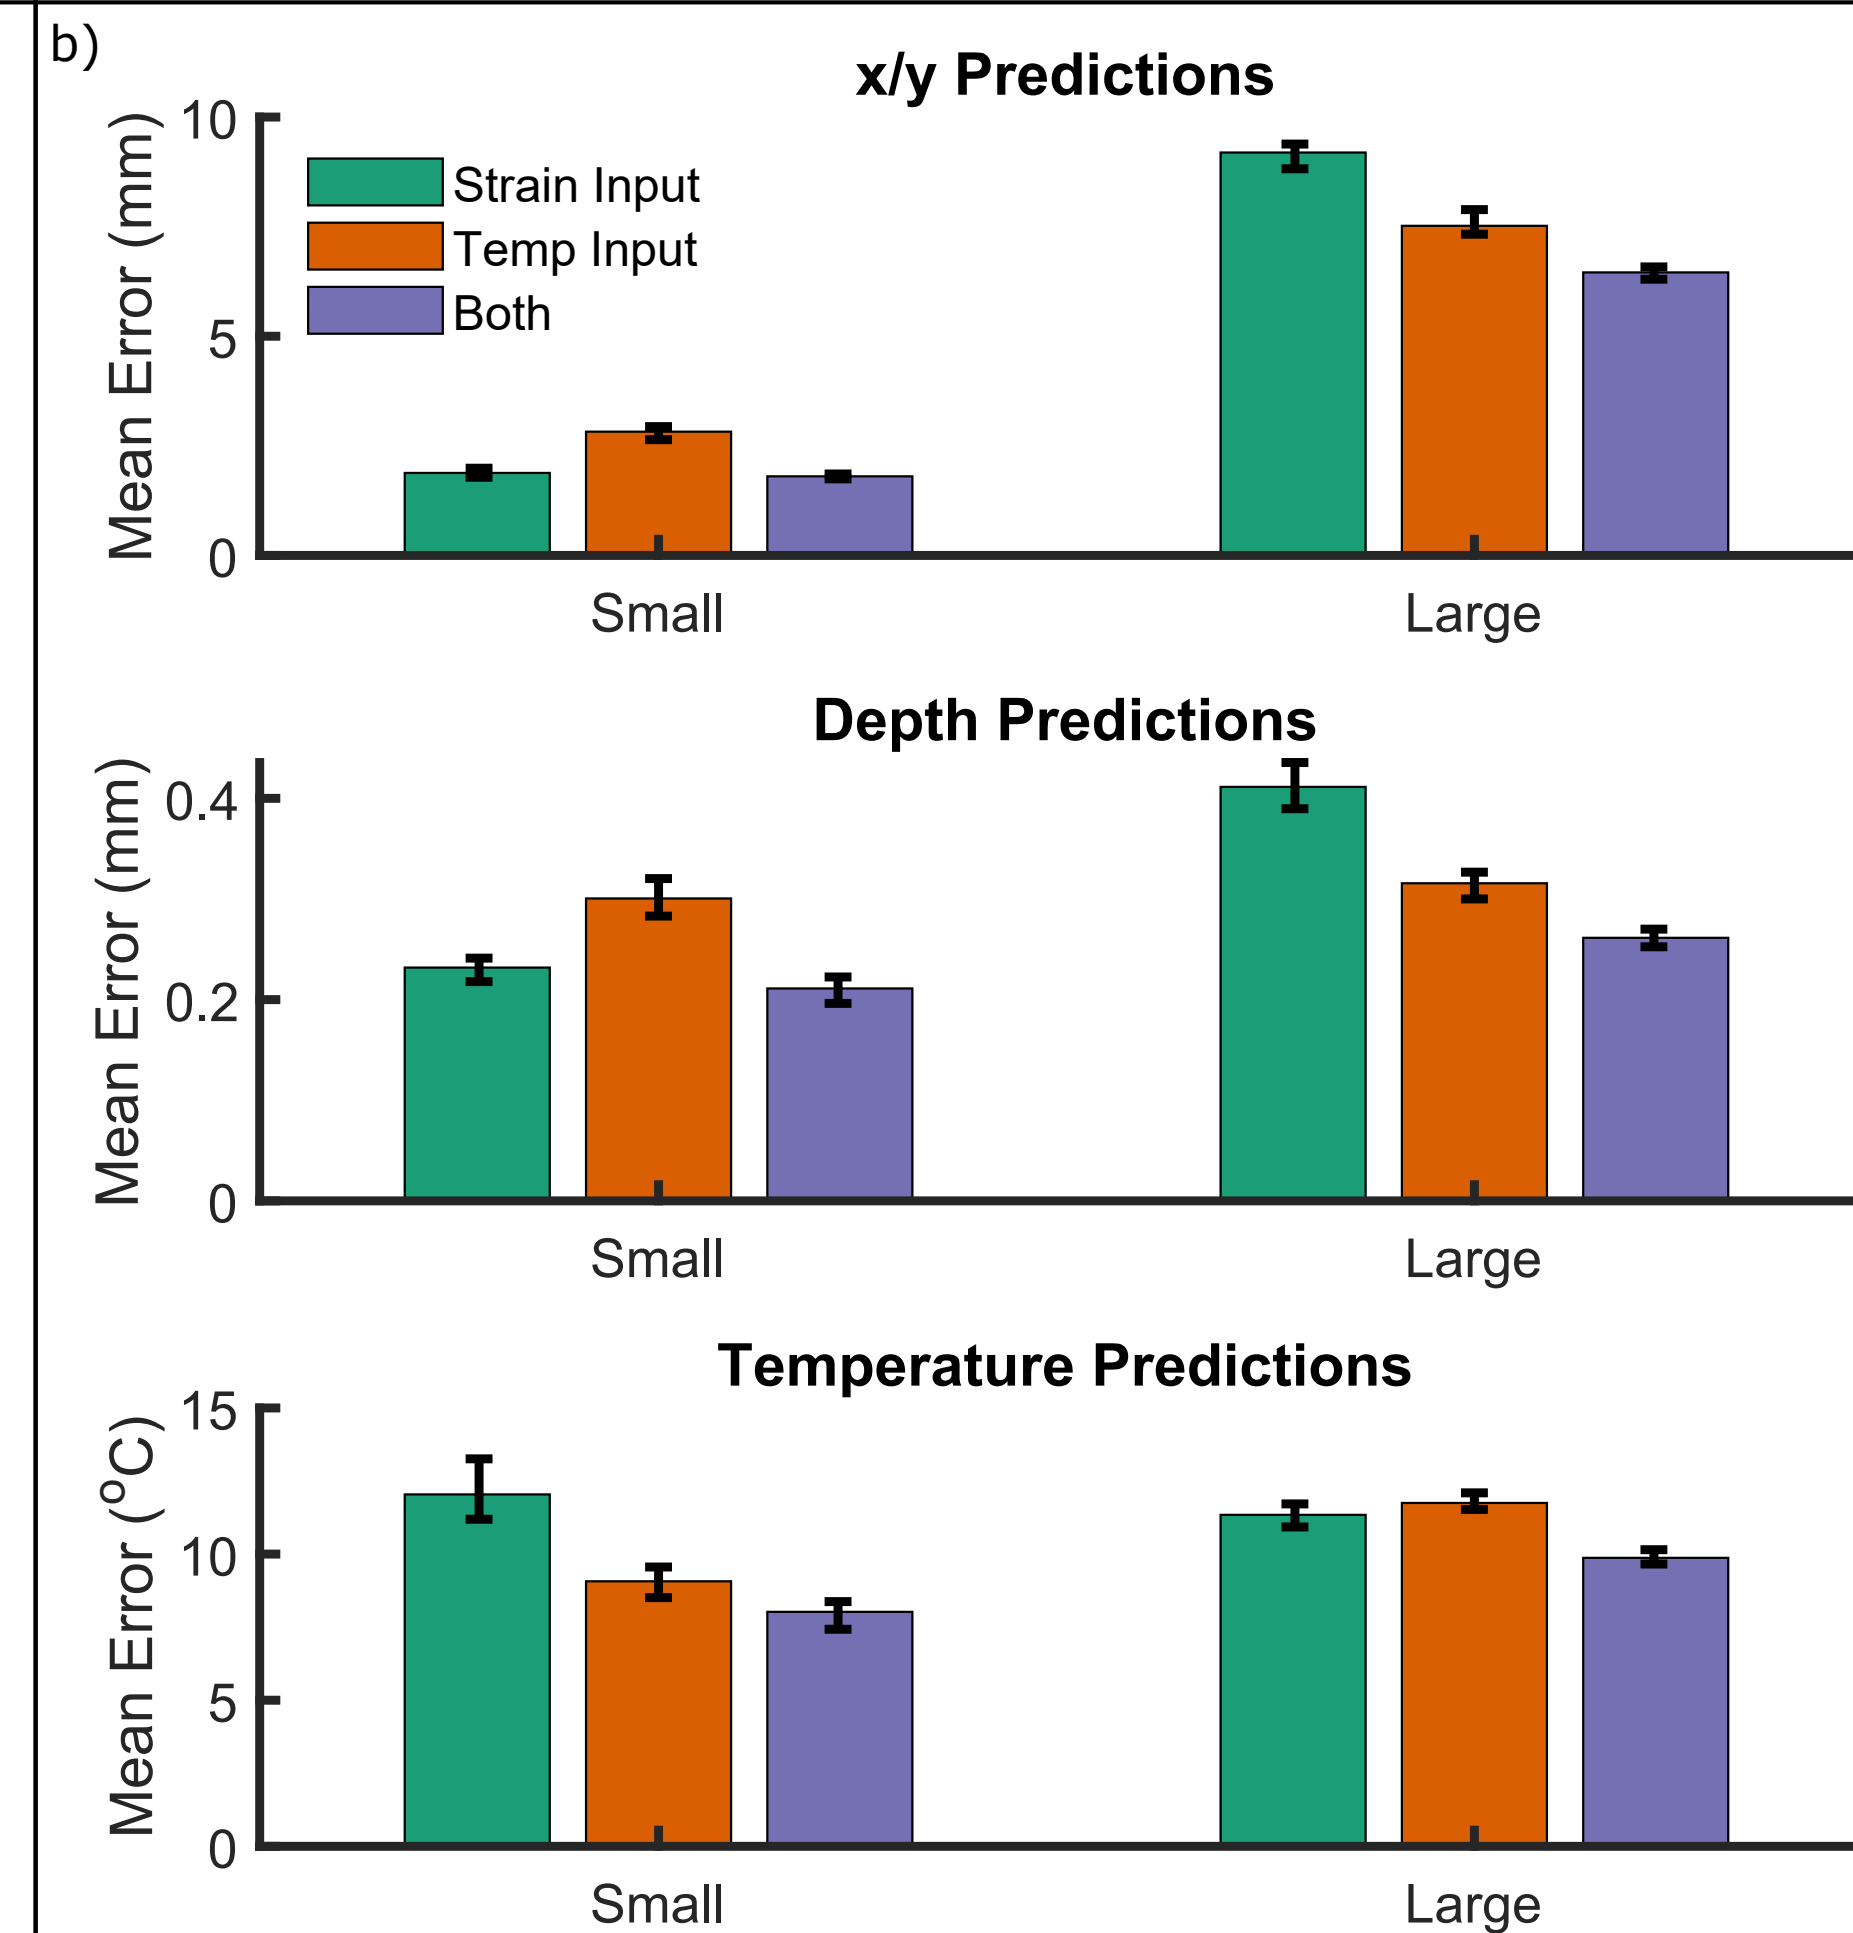 b)
x/y Predictions
Mean Error (mm)
10
5
0
Strain Input
Temp Input
Both
Small
Large
Depth Predictions
Mean Error (mm)
0.4
0.2
0
Small
Large
Temperature Predictions
Mean Error (°C)
15
10
5
0
Small
Large